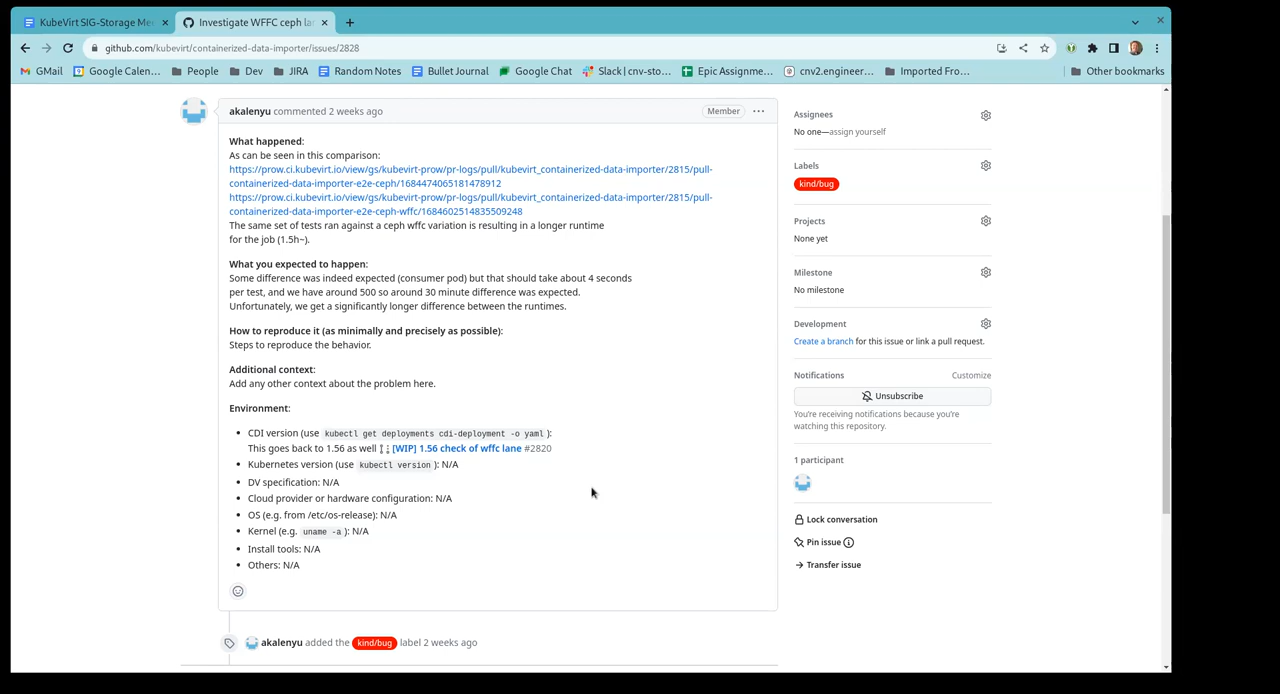 KubeVirt SIG-Storage Me
Investigate WFFC ceph la
github.com/kubevirt/containerized-data-importer/issues/2828
GMail
Google Calen...
People
Dev
JIRA
Random Notes
Bullet Journal
Google Chat
Slack | cnv-sto...
Epic Assignme...
cnv2.engineer...
Imported Fro...
Other bookmarks
akalenyu commented 2 weeks ago
Member
What happened:
As can be seen in this comparison:
https://prow.ci.kubevirt.io/view/gs/kubevirt-prow/pr-logs/pull/kubevirt_containerized-data-importer/2815/pull-
containerized-data-importer-e2e-ceph/1684474065181478912
https://prow.ci.kubevirt.io/view/gs/kubevirt-prow/pr-logs/pull/kubevirt_containerized-data-importer/2815/pull-
containerized-data-importer-e2e-ceph-wffc/1684602514835509248
The same set of tests ran against a ceph wffc variation is resulting in a longer runtime
for the job (1.5h~).
What you expected to happen:
Some difference was indeed expected (consumer pod) but that should take about 4 seconds
per test, and we have around 500 so around 30 minute difference was expected.
Unfortunately, we get a significantly longer difference between the runtimes.
How to reproduce it (as minimally and precisely as possible):
Steps to reproduce the behavior.
Additional context:
Add any other context about the problem here.
Environment:
CDI version (use kubectl get deployments cdi-deployment -o yaml ):
This goes back to 1.56 as well [WIP] 1.56 check of wffc lane #2820
Kubernetes version (use kubectl version ): N/A
DV specification: N/A
Cloud provider or hardware configuration: N/A
OS (e.g. from /etc/os-release): N/A
Kernel (e.g. uname -a ): N/A
Install tools: N/A
Others: N/A
akalenyu added the kind/bug label 2 weeks ago
Assignees
No one—assign yourself
Labels
kind/bug
Projects
None yet
Milestone
No milestone
Development
Create a branch for this issue or link a pull request.
Notifications
Customize
Unsubscribe
You're receiving notifications because you're
watching this repository.
1 participant
Lock conversation
Pin issue
Transfer issue